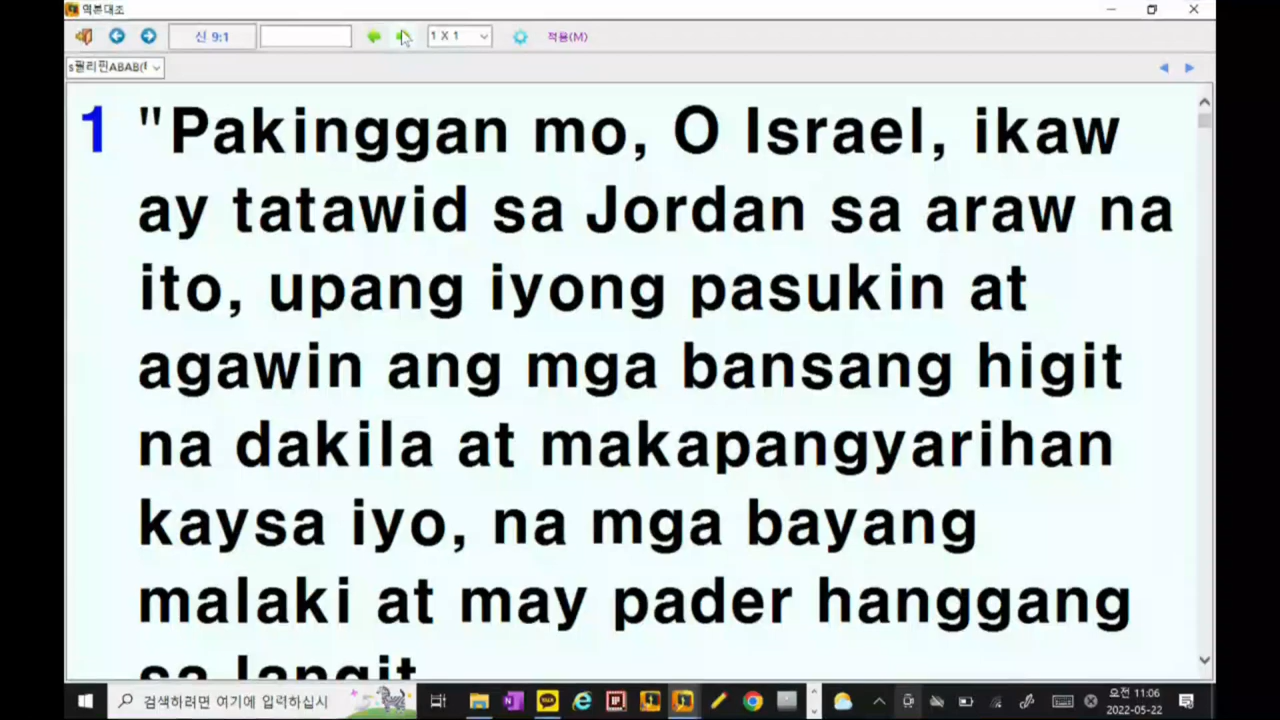 역본대조
신 9:1
1 X 1
적용(M)
s필리핀ABAB(
1 "Pakinggan mo, O Israel, ikaw
ay tatawid sa Jordan sa araw na
ito, upang iyong pasukin at
agawin ang mga bansang higit
na dakila at makapangyarihan
kaysa iyo, na mga bayang
malaki at may pader hanggang
sa langit
검색하려면 여기에 입력하십시
오전 11:06
2022-05-22